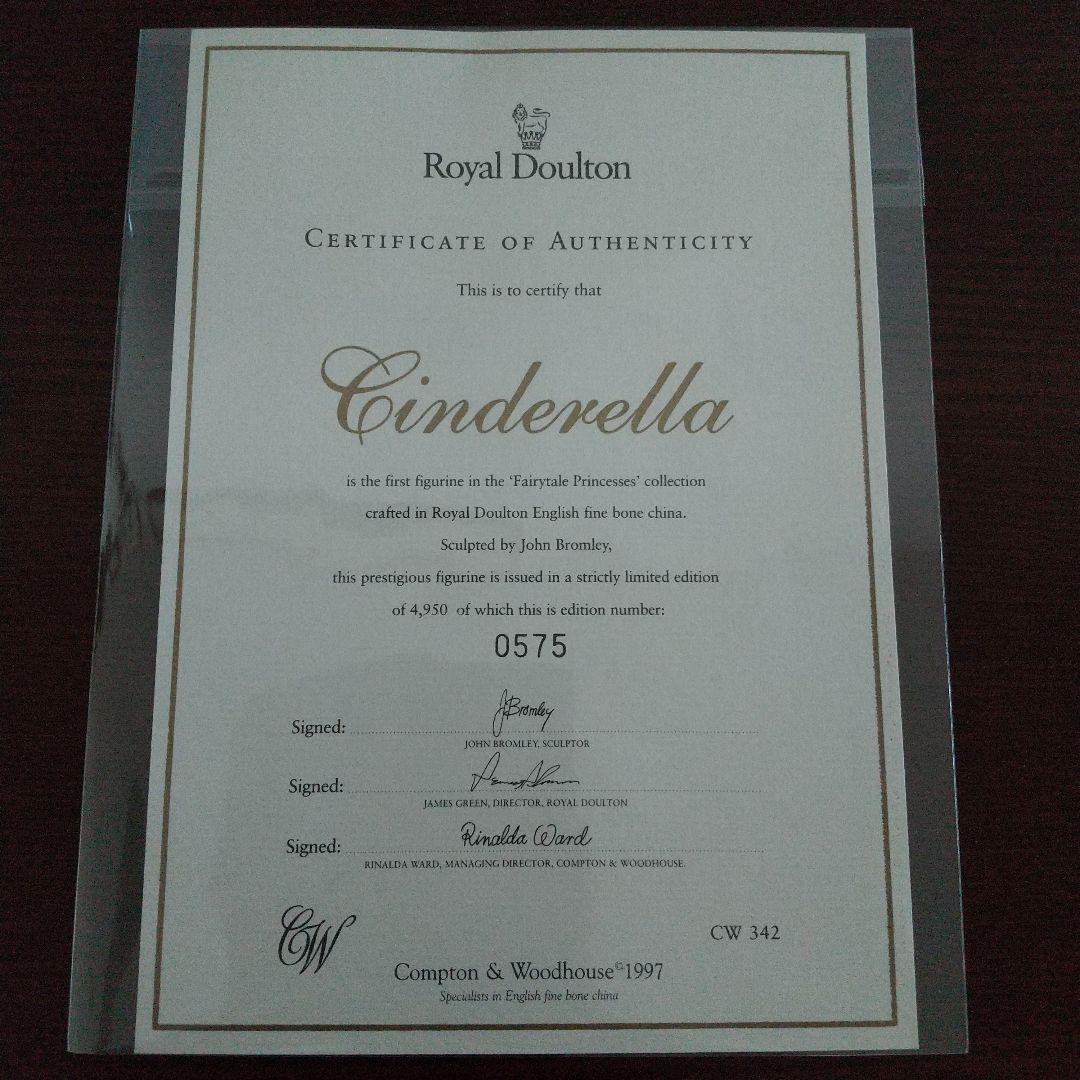 Royal Doulton
CERTIFICATE OF AUTHENTICITY
This is to certify that
Cinderella
is the first figurine in the ‘Fairytale Princesses’ collection
crafted in Royal Doulton English fine bone china.
Sculpted by John Bromley,
this prestigious figurine is issued in a strictly limited edition
of 4,950 of which this is edition number:
0575
Signed: J Bromley
JOHN BROMLEY, SCULPTOR
Signed:
JAMES GREEN, DIRECTOR, ROYAL DOULTON
Signed: Rinalda Ward
RINALDA WARD, MANAGING DIRECTOR, COMPTON & WOODHOUSE.
CW
CW 342
Compton & Woodhouse©1997
Specialists in English fine bone china